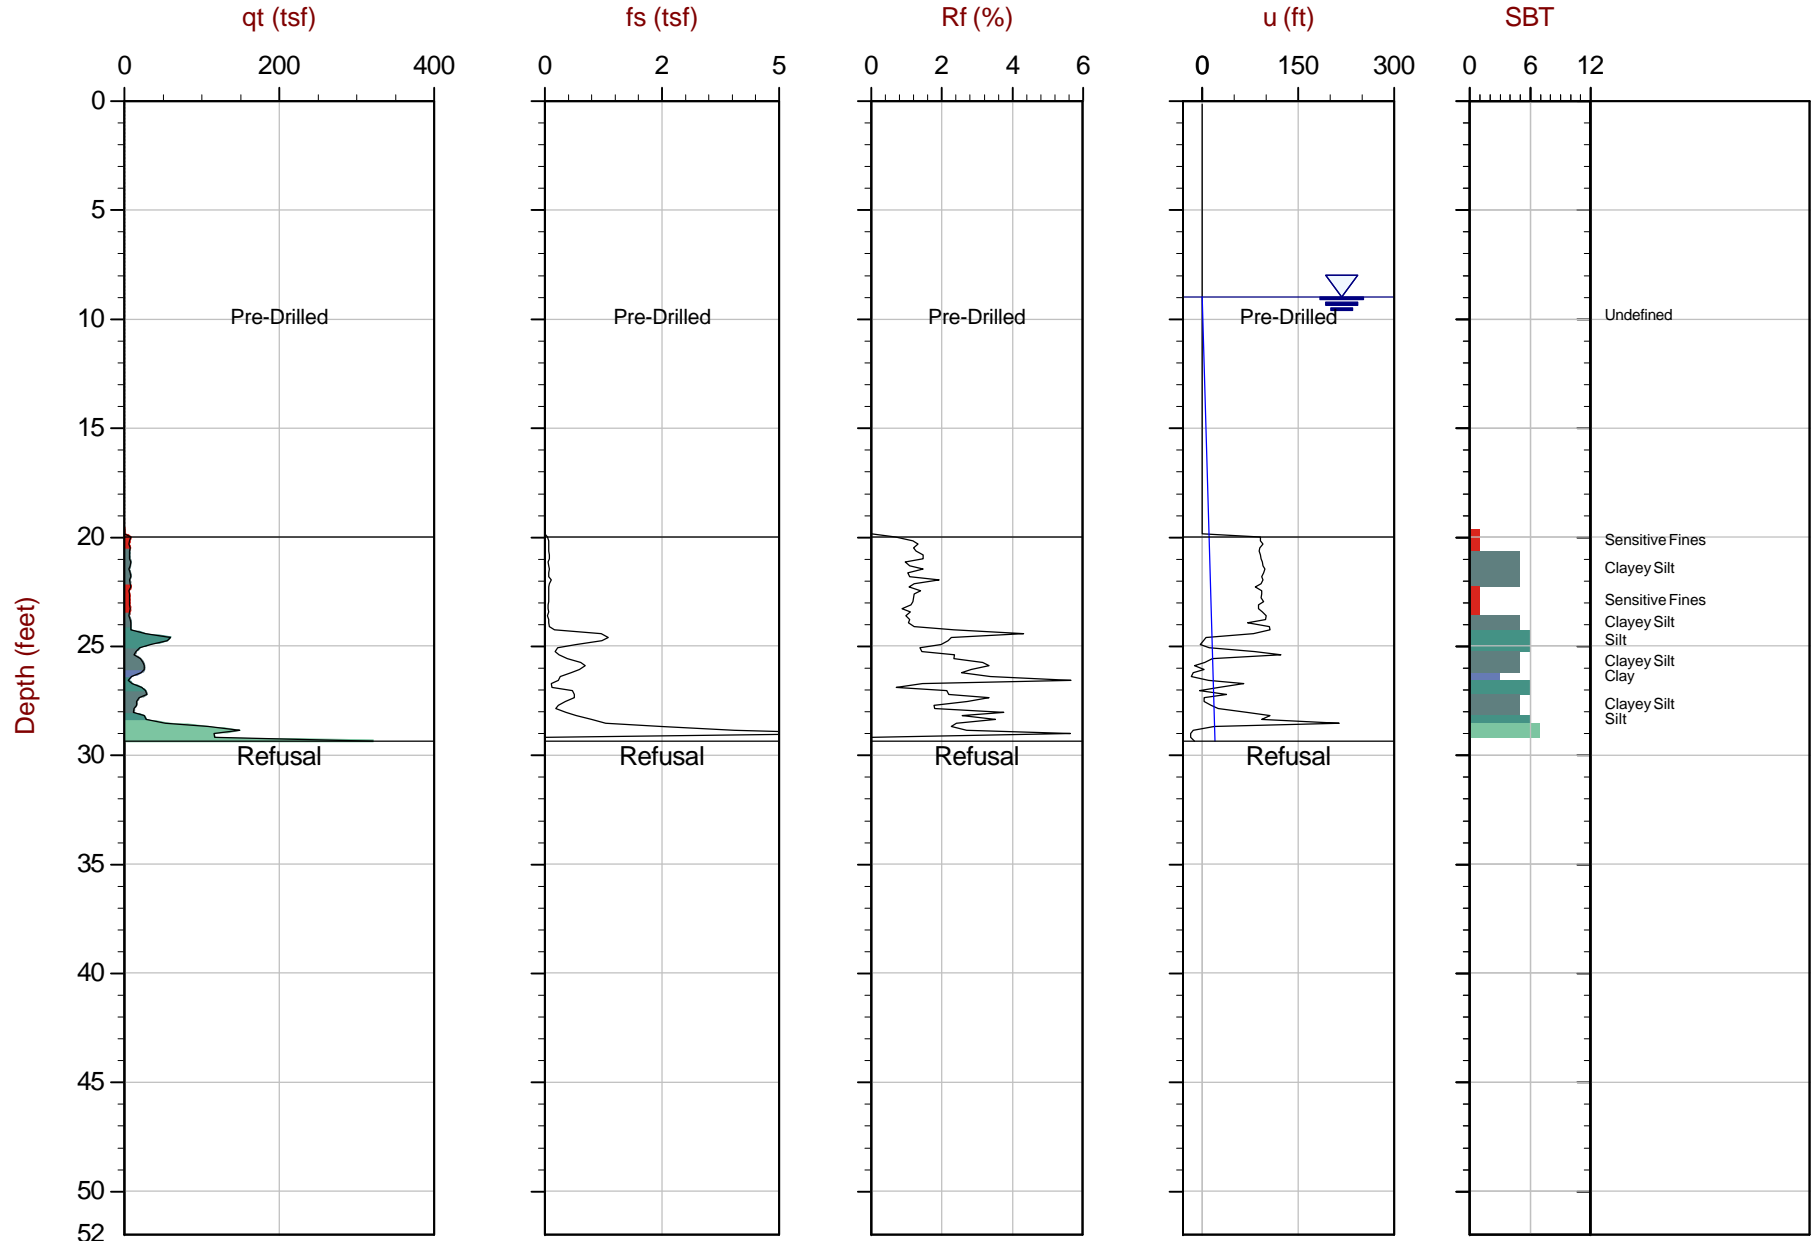 qt (tsf) fs (tsf) Rf (%) u (ft) SBT
0 200 400 0 2 5 0 2 4 6 0 0 150 300 0 6 12
0
5
10 Pre-Drilled Pre-Drilled Pre-Drilled Pre-Drilled Undefined
15
20 Sensitive Fines
Clayey Silt
Sensitive Fines
Clayey Silt
25 Silt
Clayey Silt
Clay
Clayey Silt
Silt
30 Refusal Refusal Refusal Refusal
35
40
45
50
52
Depth (feet)